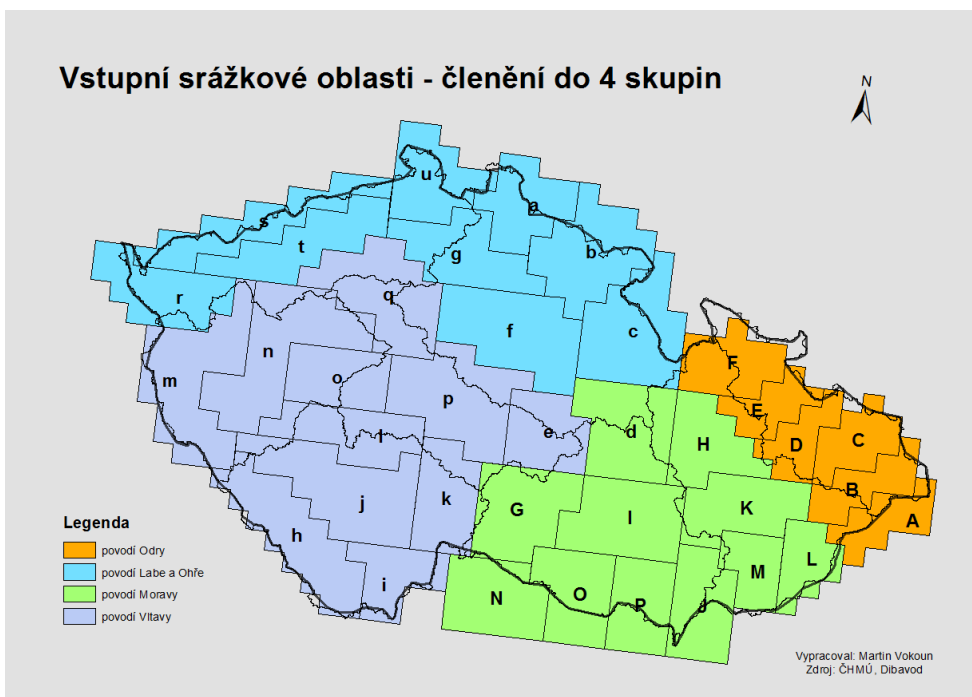 Vstupní srážkové oblasti - členění do 4 skupin
N
u
a
s
t
g
b
r
q
f
c
n
m
o
p
F
E
l
e
d
H
D
C
j
k
G
I
K
B
A
h
i
N
O
P
J
M
L
Legenda
povodí Odry
povodí Labe a Ohře
povodí Moravy
povodí Vltavy
Vypracoval: Martin Vokoun
Zdroj: ČHMÚ, Dibavod